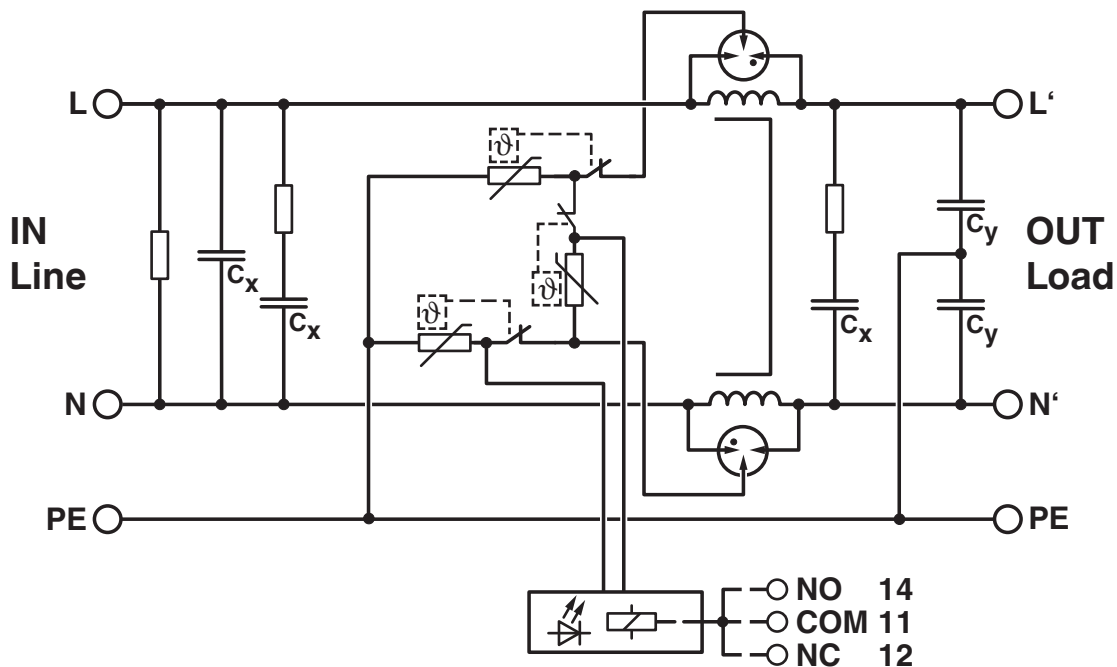 L
L‘
ϑ
IN
Line
Cx
Cx
ϑ
ϑ
Cx
Cy
Cy
OUT
Load
N
N‘
PE
PE
NO 14
COM 11
NC 12